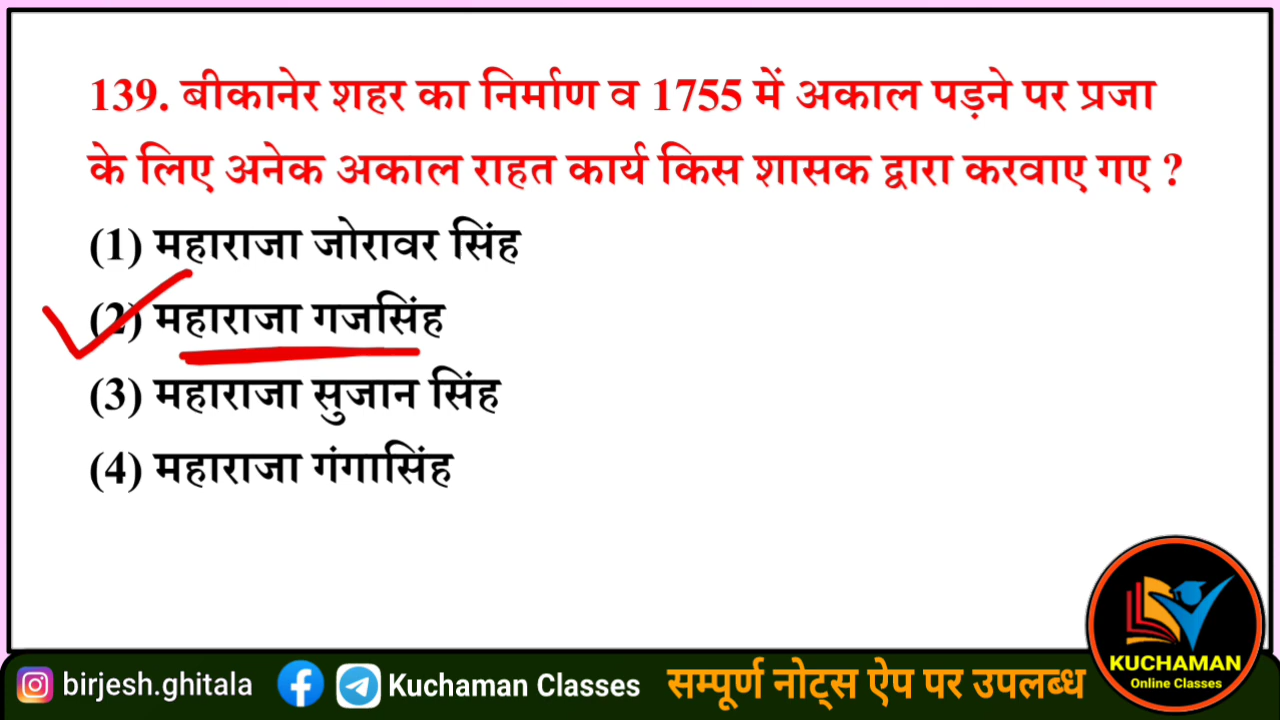 139. बीकानेर शहर का निर्माण व 1755 में अकाल पड़ने पर प्रजा
के लिए अनेक अकाल राहत कार्य किस शासक द्वारा करवाए गए ?
(1) महाराजा जोरावर सिंह
(2) महाराजा गजसिंह
(3) महाराजा सुजान सिंह
(4) महाराजा गंगासिंह
KUCHAMAN
Online Classes
birjesh.ghitala Kuchaman Classes सम्पूर्ण नोट्स ऐप पर उपलब्ध